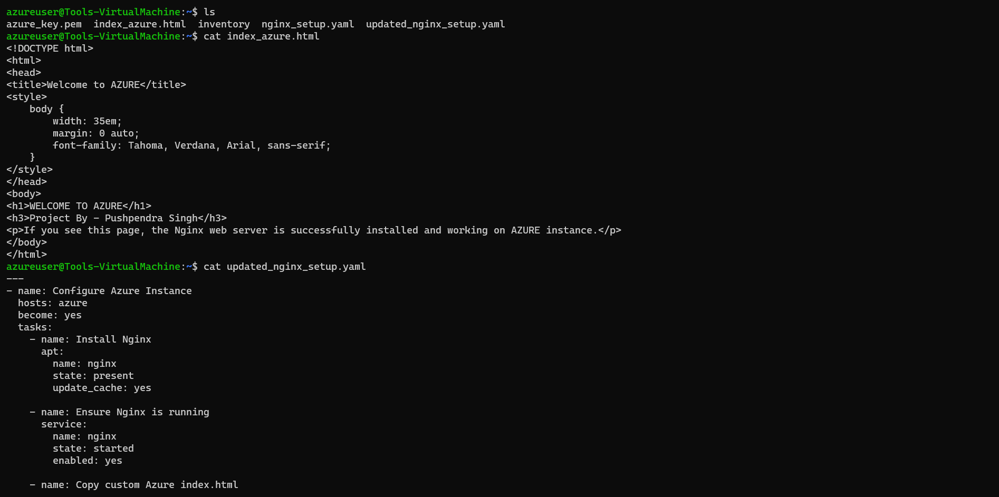 azureuser@Tools-VirtualMachine:~$ ls
azure_key.pem  index_azure.html  inventory  nginx_setup.yaml  updated_nginx_setup.yaml
azureuser@Tools-VirtualMachine:~$ cat index_azure.html
<!DOCTYPE html>
<html>
<head>
<title>Welcome to AZURE</title>
<style>
    body {
        width: 35em;
        margin: 0 auto;
        font-family: Tahoma, Verdana, Arial, sans-serif;
    }
</style>
</head>
<body>
<h1>WELCOME TO AZURE</h1>
<h3>Project By - Pushpendra Singh</h3>
<p>If you see this page, the Nginx web server is successfully installed and working on AZURE instance.</p>
</body>
</html>
azureuser@Tools-VirtualMachine:~$ cat updated_nginx_setup.yaml
---
- name: Configure Azure Instance
  hosts: azure
  become: yes
  tasks:
    - name: Install Nginx
      apt:
        name: nginx
        state: present
        update_cache: yes

    - name: Ensure Nginx is running
      service:
        name: nginx
        state: started
        enabled: yes

    - name: Copy custom Azure index.html